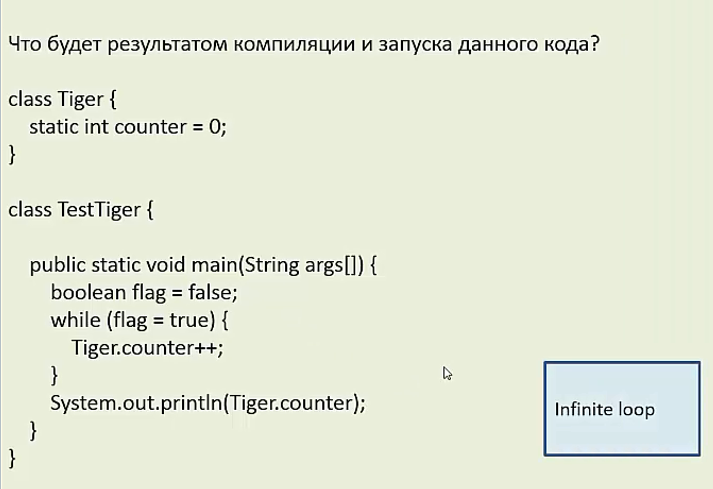 Что будет результатом компиляции и запуска данного кода?
class Tiger {
static int counter = 0;
}
class TestTiger {
public static void main(String args[]) {
boolean flag = false;
while (flag = true) {
Tiger.counter++;
}
System.out.println(Tiger.counter);
}
}
Infinite loop